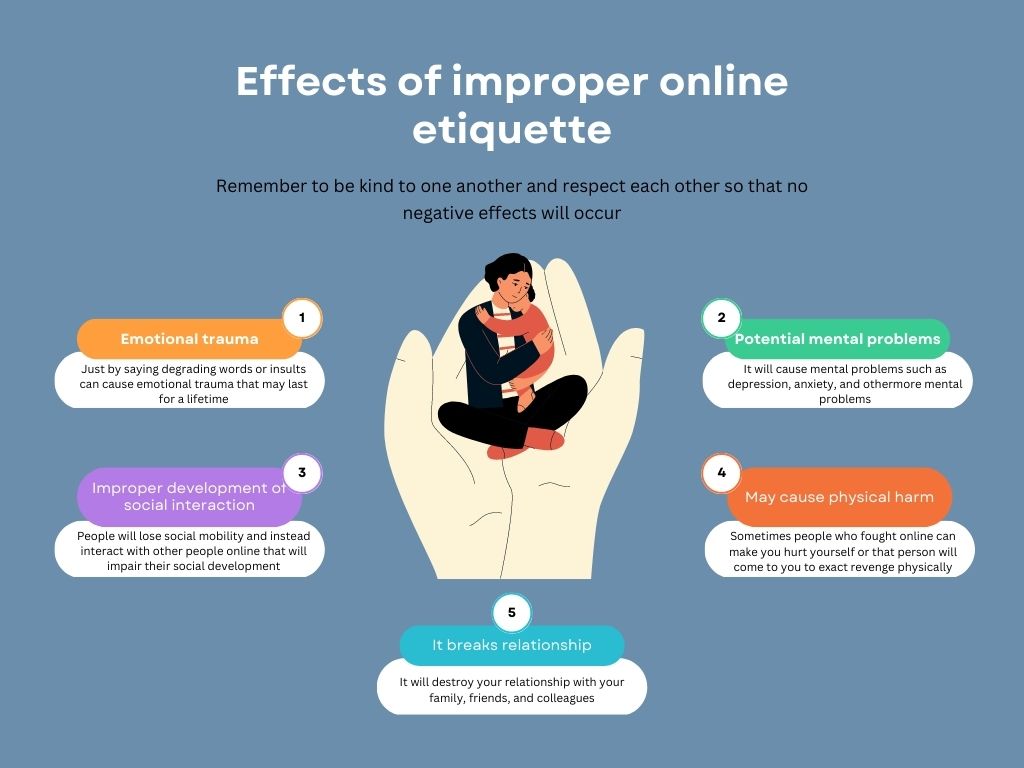 Effects of improper online
etiquette
Remember to be kind to one another and respect each other so that no
negative effects will occur
1
Emotional trauma
Just by saying degrading words or insults
can cause emotional trauma that may last
for a lifetime
2
Potential mental problems
It will cause mental problems such as
depression, anxiety, and othermore mental
problems
3
Improper development of
social interaction
People will lose social mobility and instead
interact with other people online that will
impair their social development
4
May cause physical harm
Sometimes people who fought online can
make you hurt yourself or that person will
come to you to exact revenge physically
5
It breaks relationship
It will destroy your relationship with your
family, friends, and colleagues